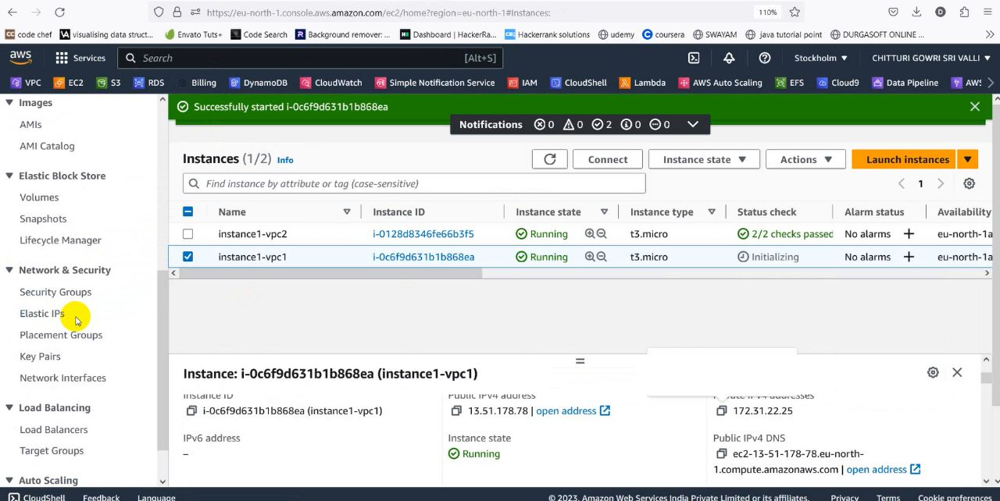 https://eu-north-1.console.aws.amazon.com/ec2/home?region=eu-north-1#Instances: 110%
code chef visualising data struct... Envato Tuts+ Code Search Background remover: ... Dashboard | HackerRa... Hackerrank solutions udemy coursera SWAYAM java tutorial point DURGASOFT ONLINE ...
aws Services Search [Alt+S] Stockholm CHITTURI GOWRI SRI VALLI
VPC EC2 S3 RDS Billing DynamoDB CloudWatch Simple Notification Service IAM CloudShell Lambda AWS Auto Scaling EFS Cloud9 Data Pipeline AWS
Images
AMIs
AMI Catalog
Elastic Block Store
Volumes
Snapshots
Lifecycle Manager
Network & Security
Security Groups
Elastic IPs
Placement Groups
Key Pairs
Network Interfaces
Load Balancing
Load Balancers
Target Groups
Auto Scaling
Successfully started i-0c6f9d631b1b868ea
Notifications 0 0 2 0 0
Instances (1/2) Info Connect Instance state Actions Launch instances
Find instance by attribute or tag (case-sensitive) 1
Name Instance ID Instance state Instance type Status check Alarm status Availability
instance1-vpc2 i-0128d8346fe66b3f5 Running t3.micro 2/2 checks passed No alarms + eu-north-1a
instance1-vpc1 i-0c6f9d631b1b868ea Running t3.micro Initializing No alarms + eu-north-1a
Instance: i-0c6f9d631b1b868ea (instance1-vpc1)
Instance ID Public IPv4 address Private IPv4 addresses
i-0c6f9d631b1b868ea (instance1-vpc1) 13.51.178.78 | open address 172.31.22.25
IPv6 address Instance state Public IPv4 DNS
– Running ec2-13-51-178-78.eu-north-
1.compute.amazonaws.com | open address
CloudShell Feedback Language © 2023, Amazon Web Services India Private Limited or its affiliates. Privacy Terms Cookie preferences